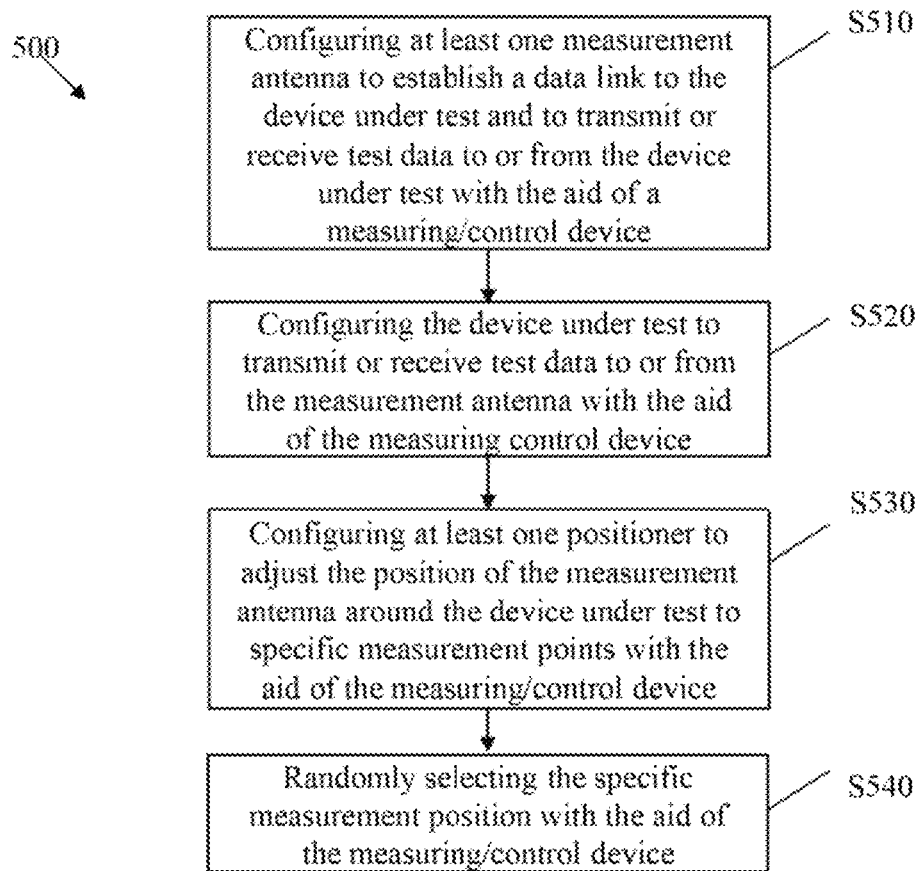 500
Configuring at least one measurement
antenna to establish a data link to the
device under test and to transmit or
receive test data to or from the device
under test with the aid of a
measuring/control device
S510
Configuring the device under test to
transmit or receive test data to or from
the measurement antenna with the aid
of the measuring control device
S520
Configuring at least one positioner to
adjust the position of the measurement
antenna around the device under test to
specific measurement points with the
aid of the measuring/control device
S530
Randomly selecting the specific
measurement position with the aid of
the measuring/control device
S540